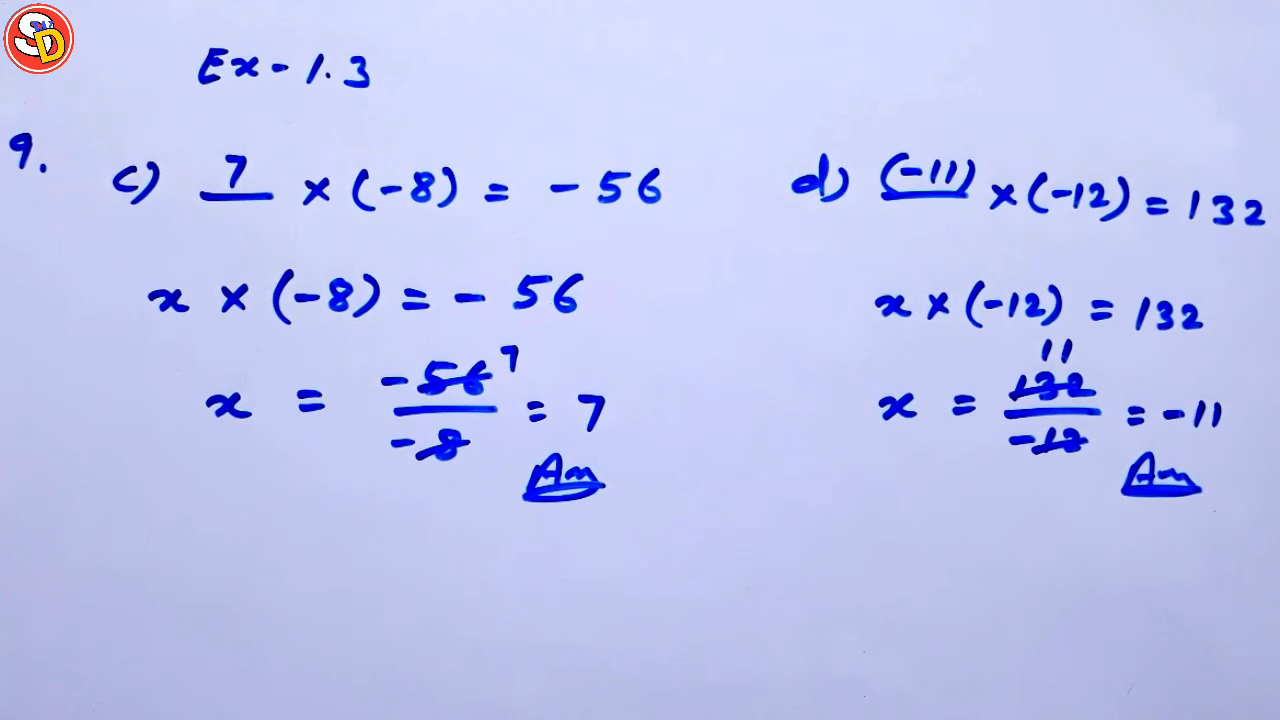 SD
Ex - 1.3
9.
c) 7 × (-8) = - 56
x × (-8) = - 56
x = -56 / -8 = 7
7
Ans
d) (-11) × (-12) = 132
x × (-12) = 132
11
x = 132 / -12 = -11
Ans